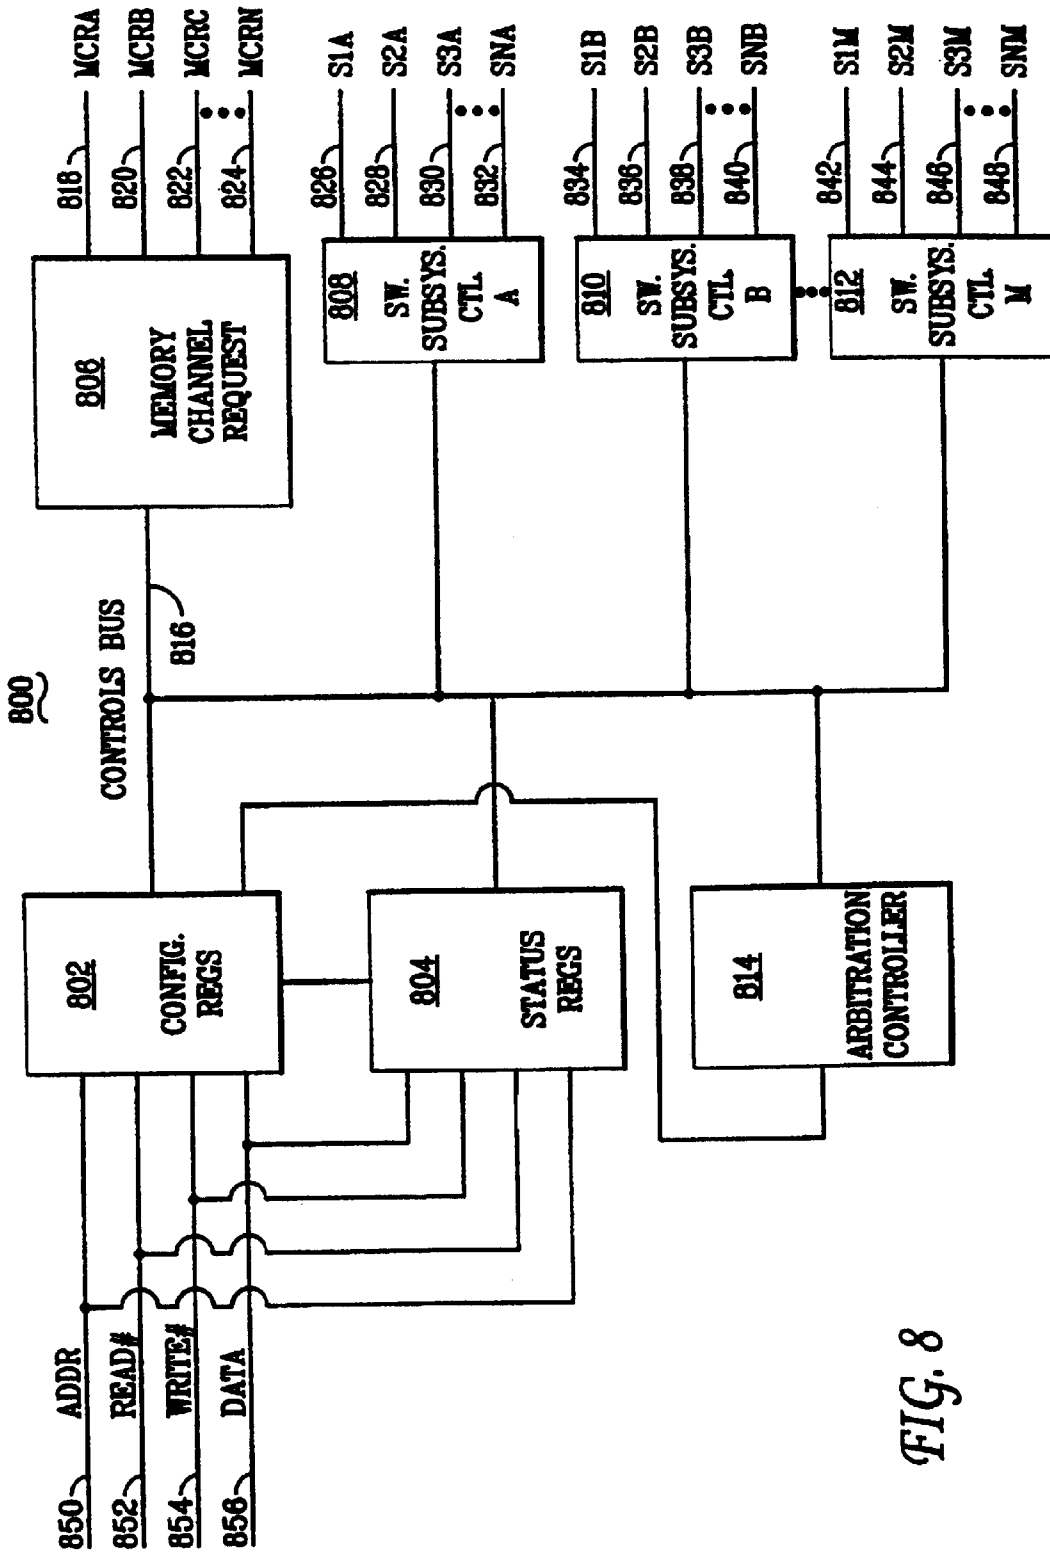 800
850
ADDR
852
READ#
854
WRITE#
856
DATA
802
CONFIG.
REGS
804
STATUS
REGS
814
ARBITRATION
CONTROLLER
CONTROLS BUS
816
806
MEMORY
CHANNEL
REQUEST
818
MCRA
820
MCRB
822
MCRC
824
MCRN
808
SW.
SUBSYS.
CTL
A
826
S1A
828
S2A
830
S3A
832
SNA
810
SW.
SUBSYS.
CTL
B
834
S1B
836
S2B
838
S3B
840
SNB
812
SW.
SUBSYS.
CTL
M
842
S1M
844
S2M
846
S3M
848
SNM
FIG. 8